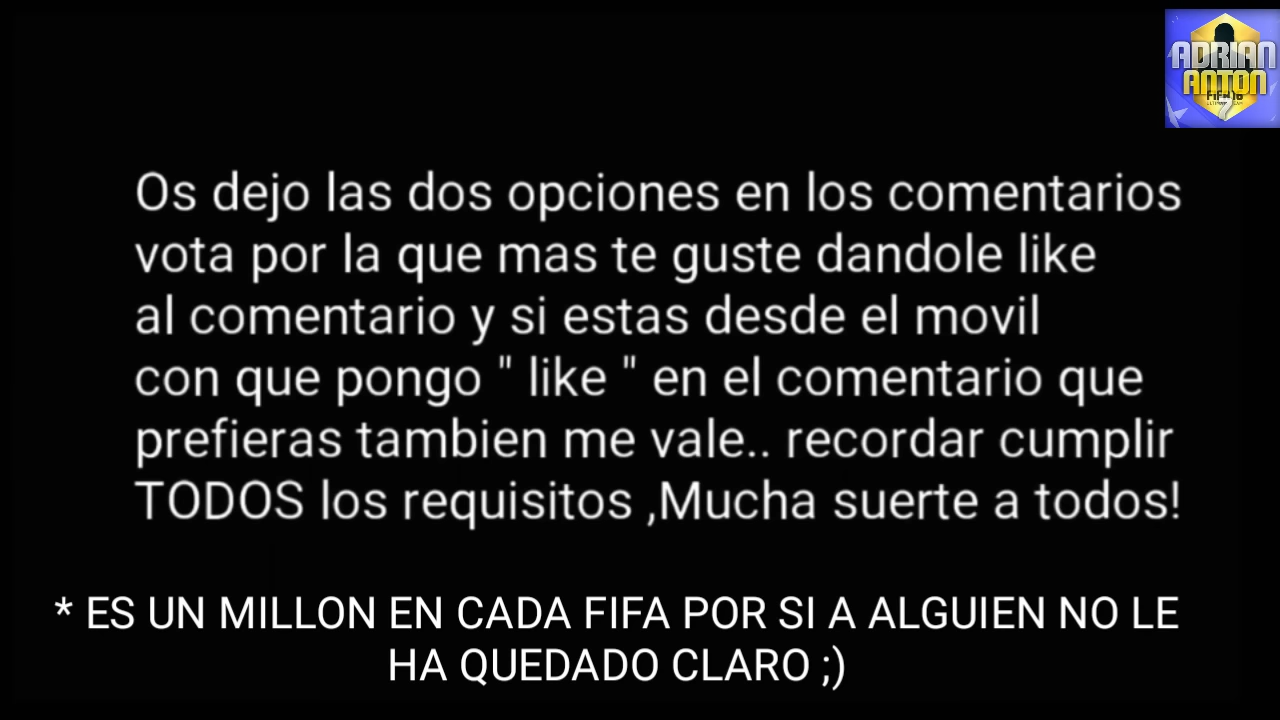 ADRIAN
ANTON
Os dejo las dos opciones en los comentarios
vota por la que mas te guste dandole like
al comentario y si estas desde el movil
con que pongo " like " en el comentario que
prefieras tambien me vale.. recordar cumplir
TODOS los requisitos ,Mucha suerte a todos!
* ES UN MILLON EN CADA FIFA POR SI A ALGUIEN NO LE
HA QUEDADO CLARO ;)